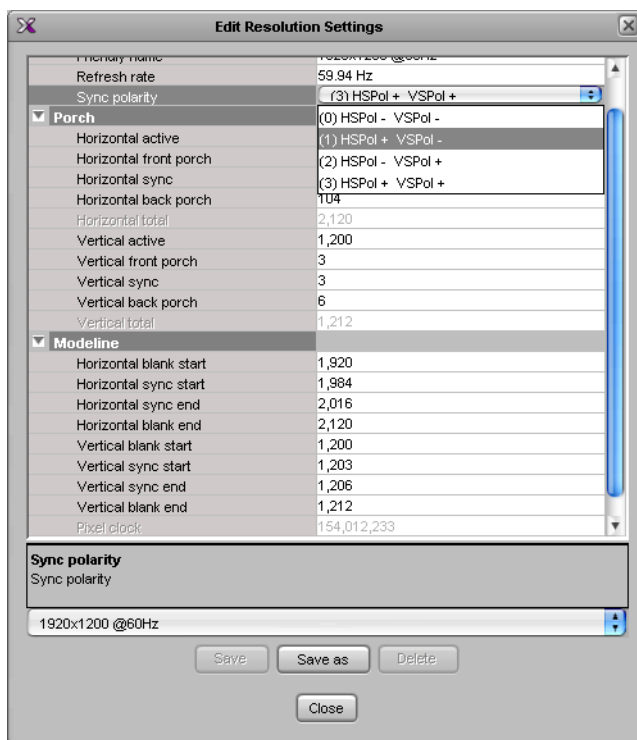 Edit Resolution Settings
Friendly name 1920x1200 @60Hz
Refresh rate 59.94 Hz
Sync polarity (3) HSPol + VSPol +
Porch (0) HSPol - VSPol -
Horizontal active (1) HSPol + VSPol -
Horizontal front porch (2) HSPol - VSPol +
Horizontal sync (3) HSPol + VSPol +
Horizontal back porch 104
Horizontal total 2,120
Vertical active 1,200
Vertical front porch 3
Vertical sync 3
Vertical back porch 6
Vertical total 1,212
Modeline
Horizontal blank start 1,920
Horizontal sync start 1,984
Horizontal sync end 2,016
Horizontal blank end 2,120
Vertical blank start 1,200
Vertical sync start 1,203
Vertical sync end 1,206
Vertical blank end 1,212
Pixel clock 154,012,233
Sync polarity
Sync polarity
1920x1200 @60Hz
Save Save as Delete
Close